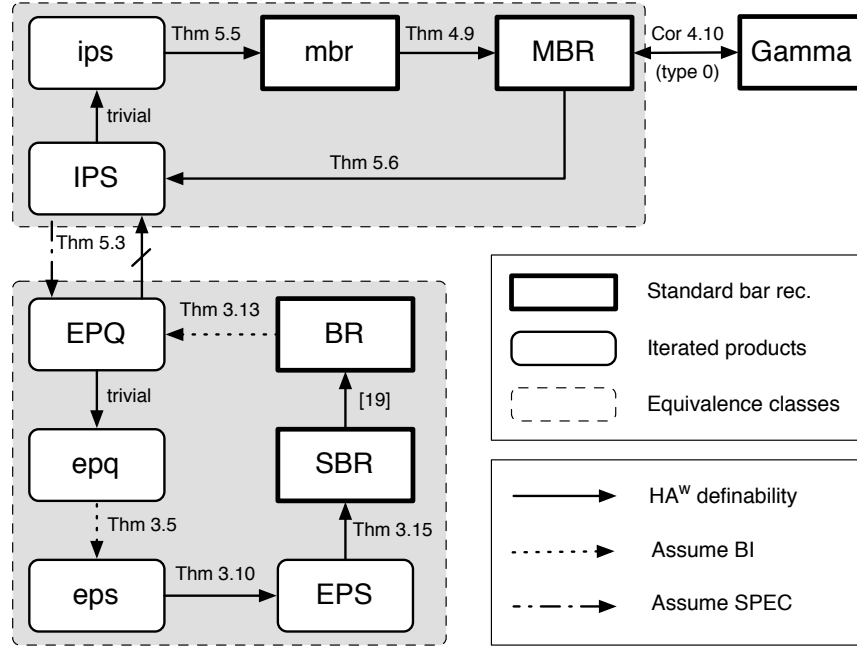 ips
Thm 5.5
mbr
Thm 4.9
MBR
Cor 4.10
(type 0)
Gamma
trivial
IPS
Thm 5.6
Thm 5.3
EPQ
Thm 3.13
BR
trivial
[19]
epq
SBR
Thm 3.5
Thm 3.15
eps
Thm 3.10
EPS
Standard bar rec.
Iterated products
Equivalence classes
HAω definability
Assume BI
Assume SPEC